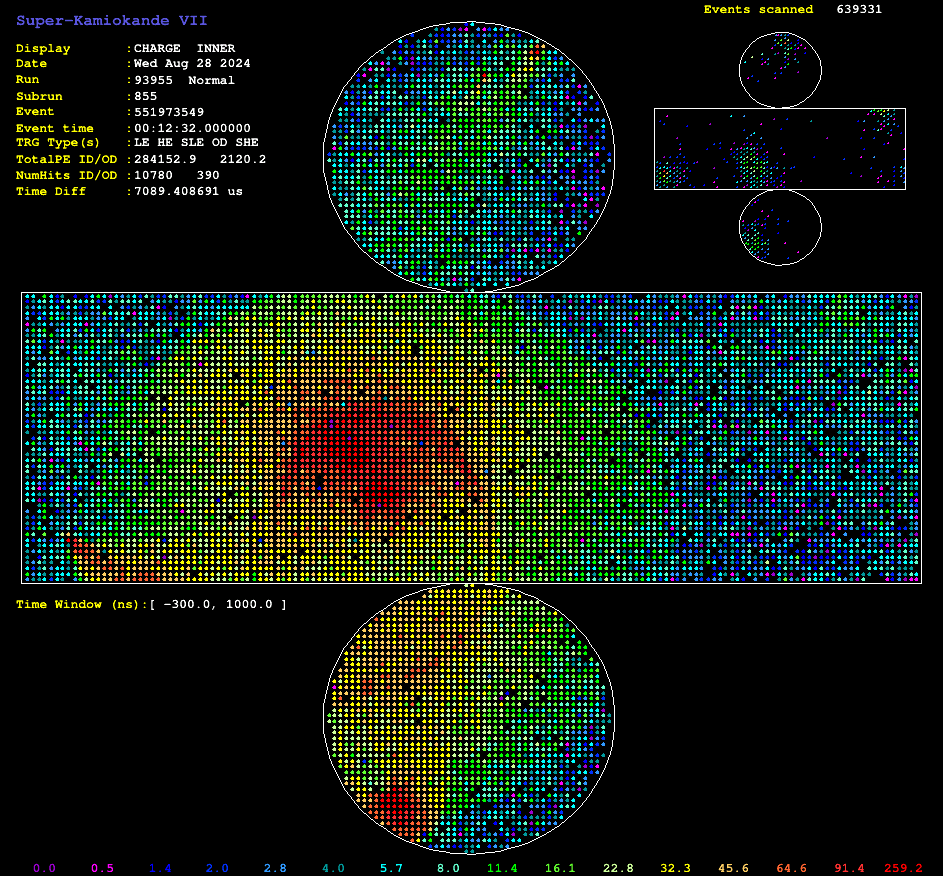 Super-Kamiokande VII
Events scanned 639331
Display :CHARGE INNER
Date :Wed Aug 28 2024
Run :93955 Normal
Subrun :855
Event :551973549
Event time :00:12:32.000000
TRG Type(s) :LE HE SLE OD SHE
TotalPE ID/OD :284152.9 2120.2
NumHits ID/OD :10780 390
Time Diff :7089.408691 us
Time Window (ns):[ −300.0, 1000.0 ]
0.0 0.5 1.4 2.0 2.8 4.0 5.7 8.0 11.4 16.1 22.8 32.3 45.6 64.6 91.4 259.2